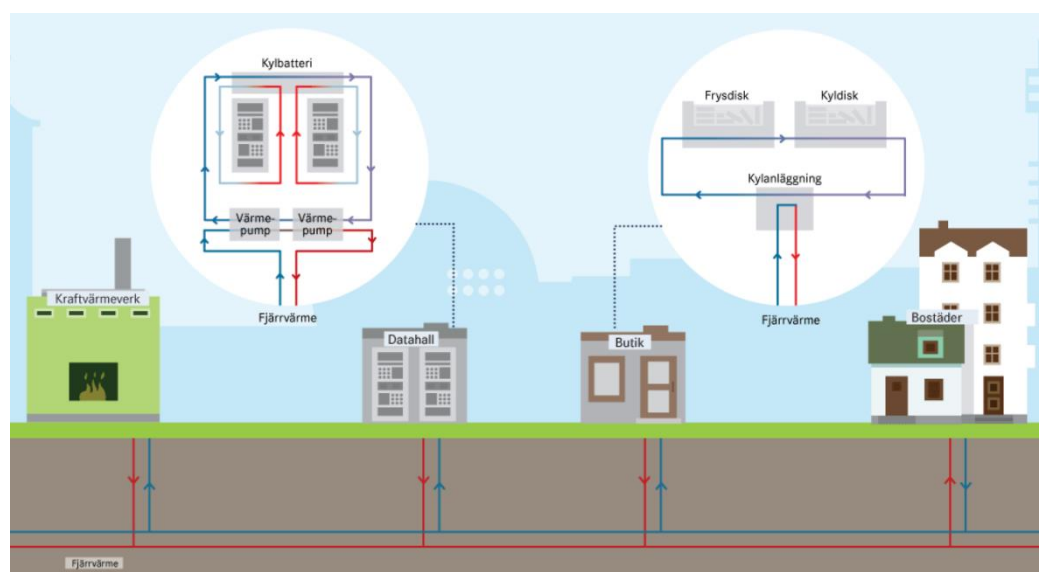 Kylbatteri
Värme-
pump
Värme-
pump
Fjärrvärme
Frysdisk
Kyldisk
Kylanläggning
Fjärrvärme
Kraftvärmeverk
Datahall
Butik
Bostäder
Fjärrvärme